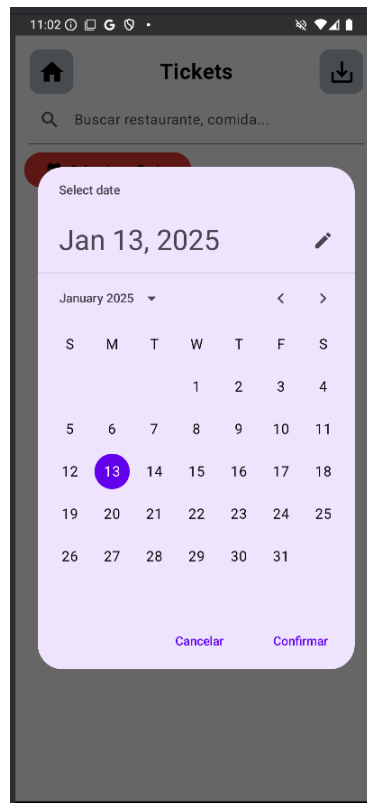 11:02
Tickets
Buscar restaurante, comida...
Select date
Jan 13, 2025
January 2025
S M T W T F S
1 2 3 4
5 6 7 8 9 10 11
12 13 14 15 16 17 18
19 20 21 22 23 24 25
26 27 28 29 30 31
Cancelar Confirmar